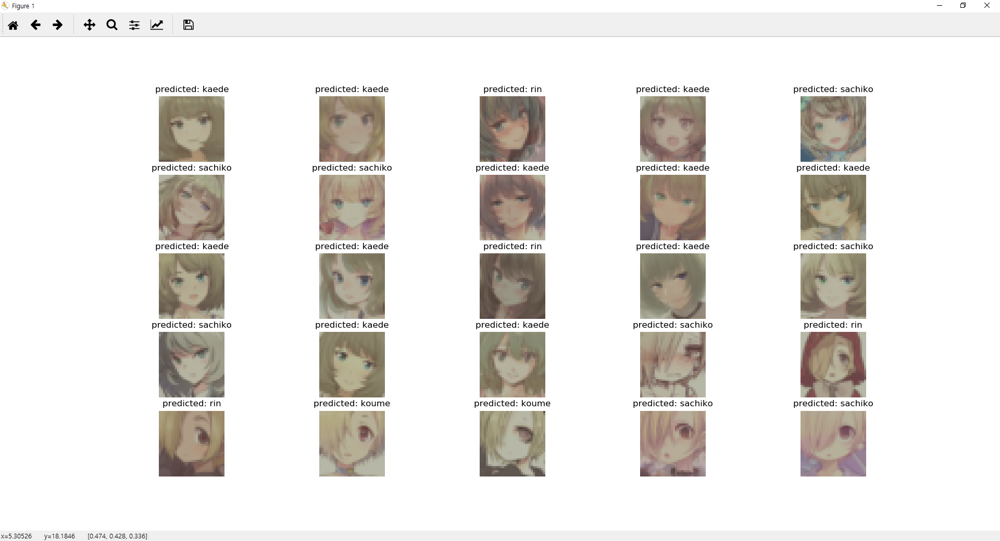 Figure 1
predicted: kaede predicted: kaede predicted: rin predicted: kaede predicted: sachiko
predicted: sachiko predicted: sachiko predicted: kaede predicted: kaede predicted: kaede
predicted: kaede predicted: kaede predicted: rin predicted: kaede predicted: sachiko
predicted: sachiko predicted: kaede predicted: kaede predicted: sachiko predicted: rin
predicted: rin predicted: koume predicted: koume predicted: sachiko predicted: sachiko
x=5.30526 y=18.1846 [0.474, 0.428, 0.336]